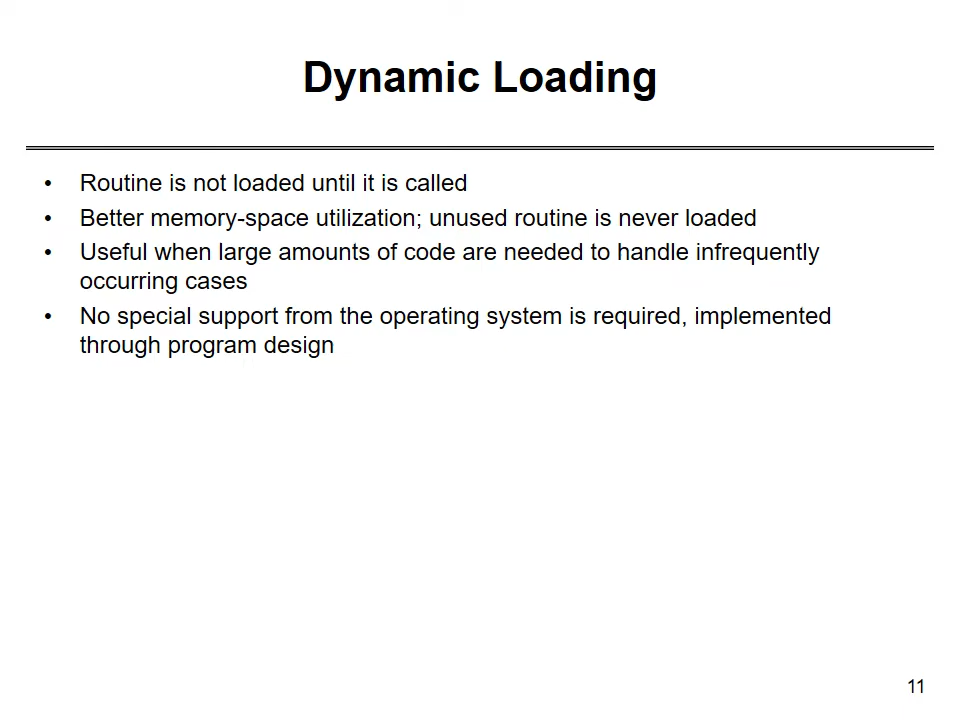 Dynamic Loading
• Routine is not loaded until it is called
• Better memory-space utilization; unused routine is never loaded
• Useful when large amounts of code are needed to handle infrequently
occurring cases
• No special support from the operating system is required, implemented
through program design
11